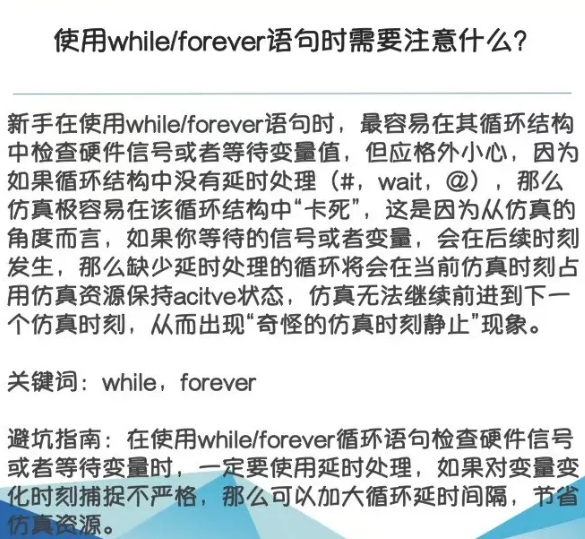 使用while/forever语句时需要注意什么?
新手在使用while/forever语句时，最容易在其循环结构
中检查硬件信号或者等待变量值，但应格外小心，因为
如果循环结构中没有延时处理（#，wait，@），那么
仿真极容易在该循环结构中“卡死”，这是因为从仿真的
角度而言，如果你等待的信号或者变量，会在后续时刻
发生，那么缺少延时处理的循环将会在当前仿真时刻占
用仿真资源保持acitve状态，仿真无法继续前进到下一
个仿真时刻，从而出现“奇怪的仿真时刻静止”现象。
关键词：while，forever
避坑指南：在使用while/forever循环语句检查硬件信号
或者等待变量时，一定要使用延时处理，如果对变量变
化时刻捕捉不严格，那么可以加大循环延时间隔，节省
仿真资源。